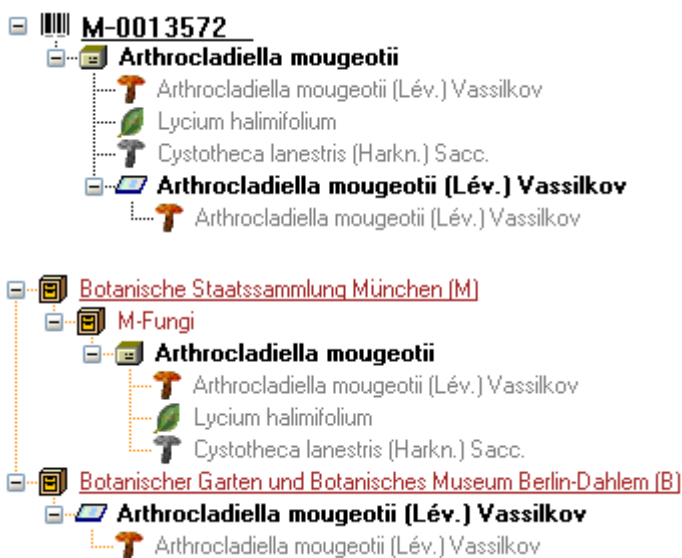 M-0013572
Arthrocladiella mougeotii
Arthrocladiella mougeotii (Lév.) Vassilkov
Lycium halimifolium
Cystotheca lanestris (Harkn.) Sacc.
Arthrocladiella mougeotii (Lév.) Vassilkov
Arthrocladiella mougeotii (Lév.) Vassilkov
Botanische Staatssammlung München (M)
M-Fungi
Arthrocladiella mougeotii
Arthrocladiella mougeotii (Lév.) Vassilkov
Lycium halimifolium
Cystotheca lanestris (Harkn.) Sacc.
Botanischer Garten und Botanisches Museum Berlin-Dahlem (B)
Arthrocladiella mougeotii (Lév.) Vassilkov
Arthrocladiella mougeotii (Lév.) Vassilkov